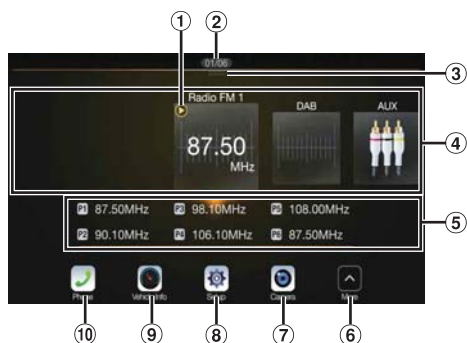 ① ②
01/06
③
Radio FM 1 DAB AUX
87.50
MHz
④
P1 87.50MHz P3 98.10MHz P5 108.00MHz
P2 90.10MHz P4 106.10MHz P6 87.50MHz
⑤
Phone Vehicle Info Setup Camera More
⑩ ⑨ ⑧ ⑦ ⑥